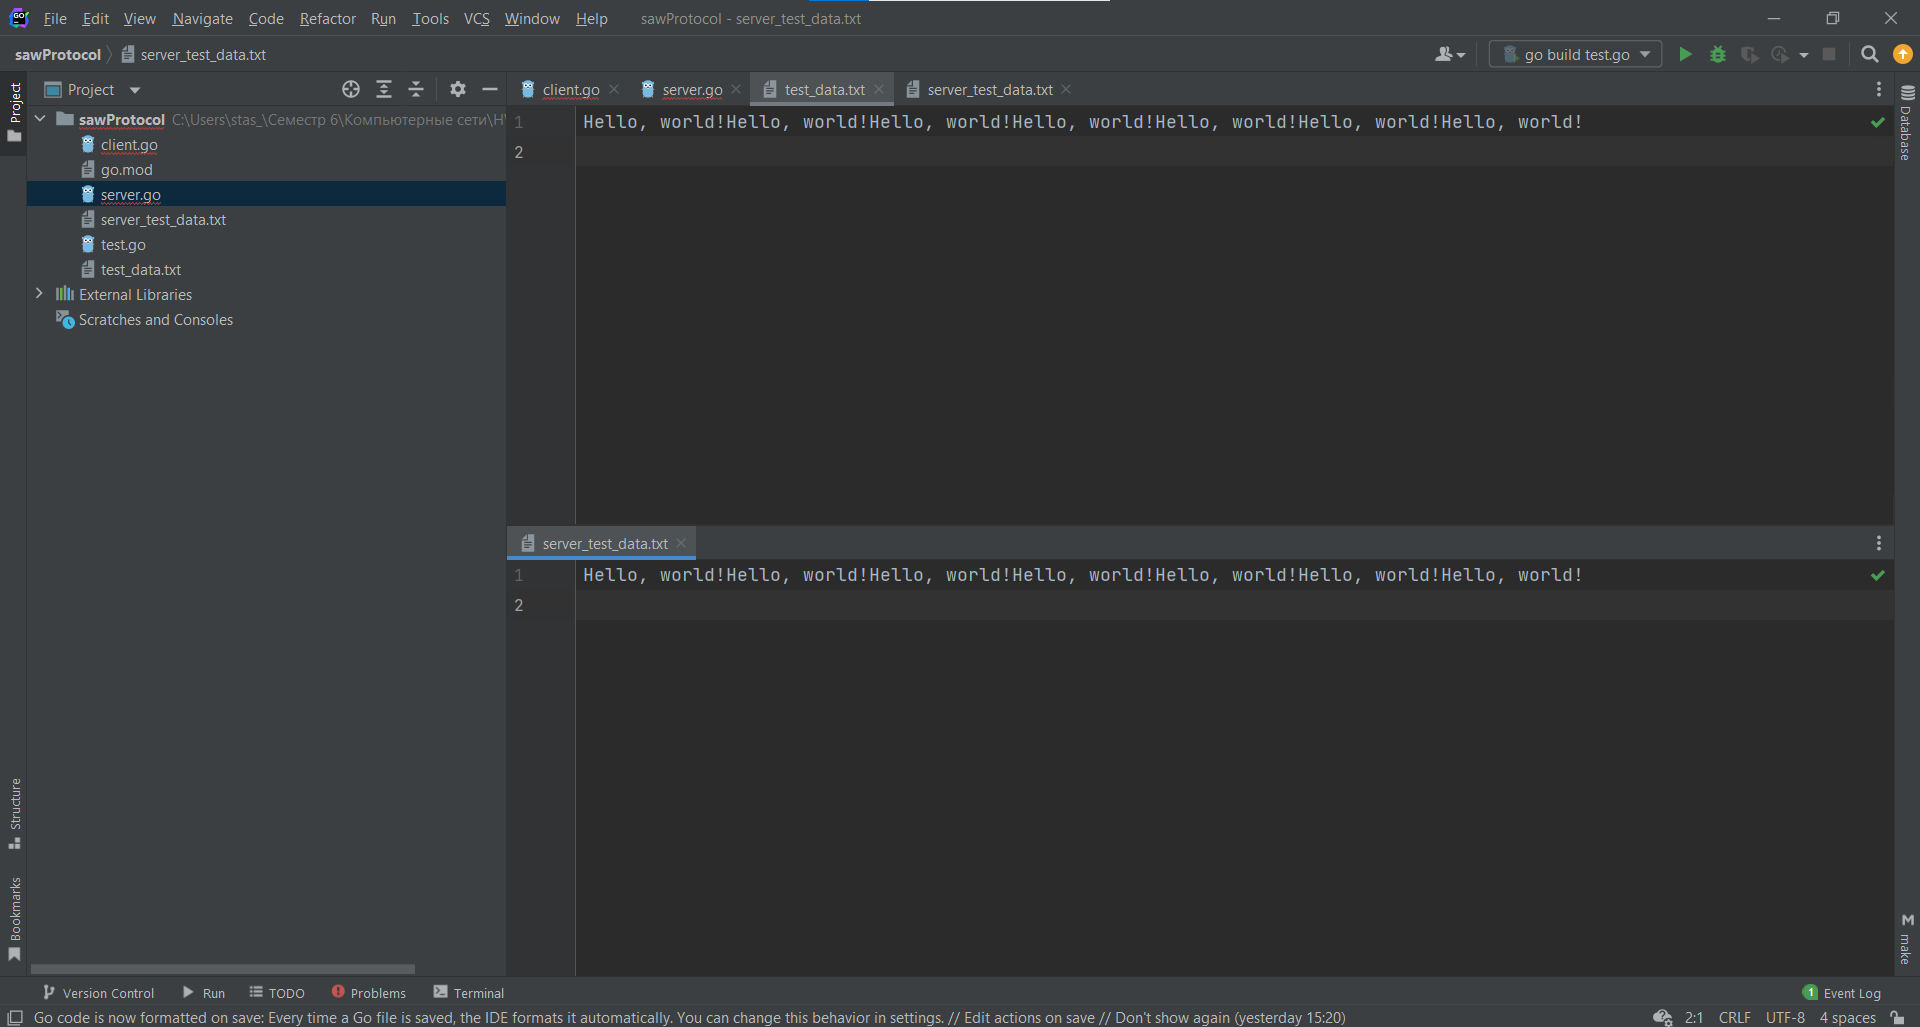 File Edit View Navigate Code Refactor Run Tools VCS Window Help sawProtocol - server_test_data.txt
sawProtocol server_test_data.txt go build test.go
Project
Project
client.go server.go test_data.txt server_test_data.txt
sawProtocol C:\Users\stas_\Семестр 6\Компьютерные сети\H
client.go
go.mod
server.go
server_test_data.txt
test.go
test_data.txt
External Libraries
Scratches and Consoles
1 Hello, world!Hello, world!Hello, world!Hello, world!Hello, world!Hello, world!Hello, world!
2
server_test_data.txt
1 Hello, world!Hello, world!Hello, world!Hello, world!Hello, world!Hello, world!Hello, world!
2
Database
make
Structure
Bookmarks
Version Control Run TODO Problems Terminal 1 Event Log
Go code is now formatted on save: Every time a Go file is saved, the IDE formats it automatically. You can change this behavior in settings. // Edit actions on save // Don't show again (yesterday 15:20) 2:1 CRLF UTF-8 4 spaces